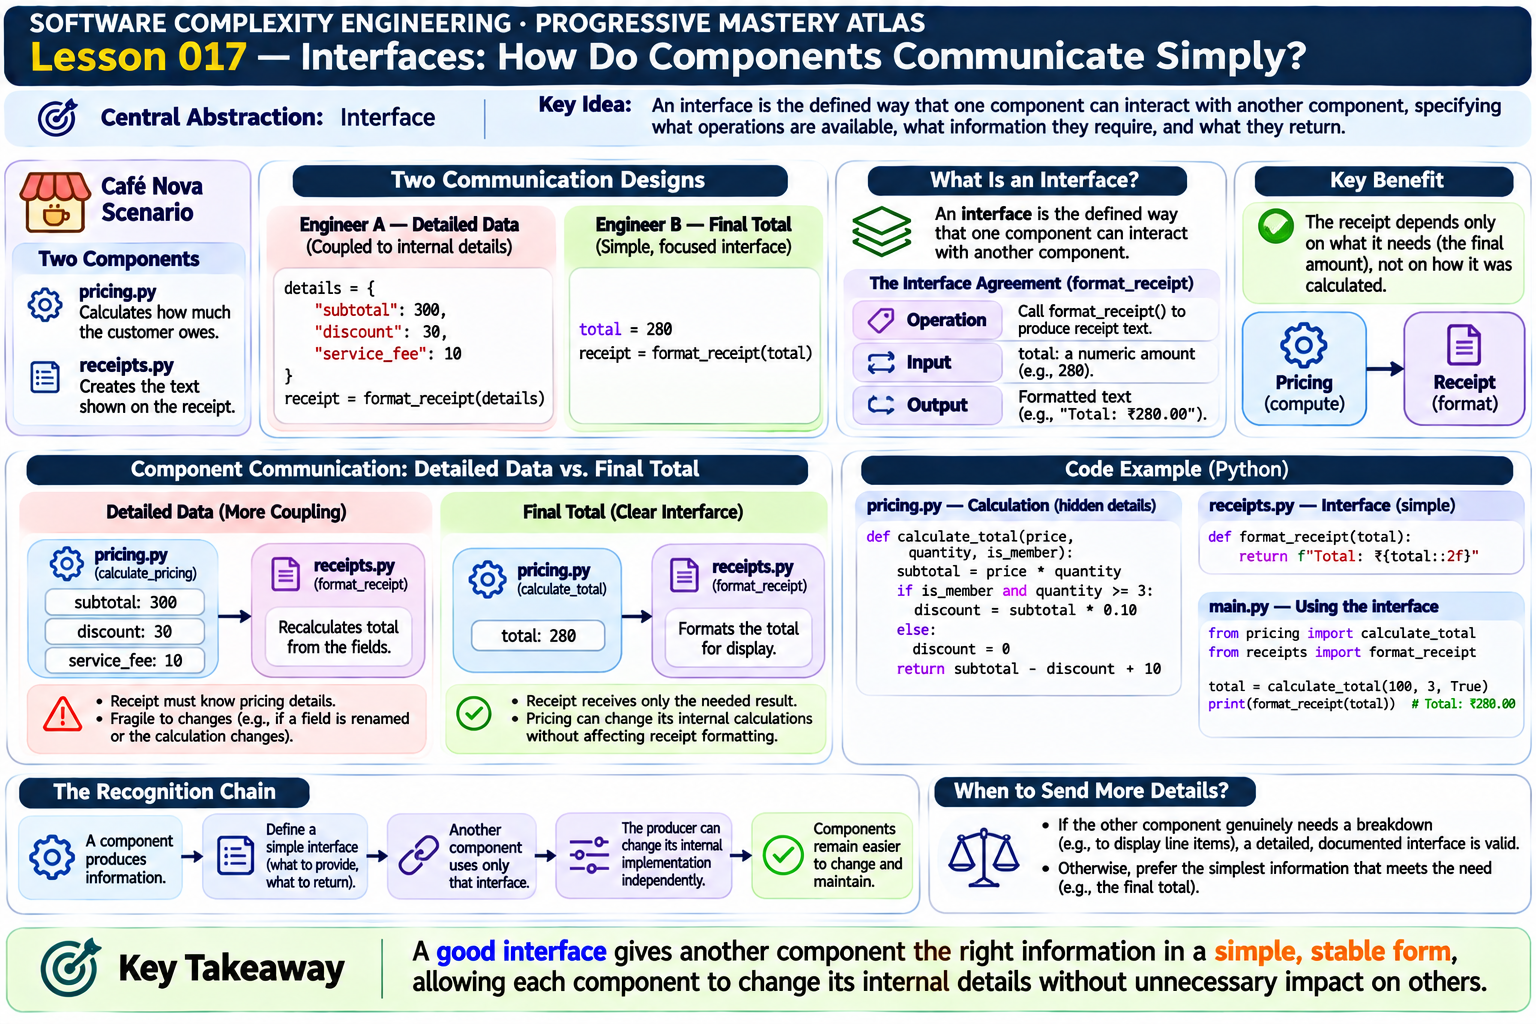 SOFTWARE COMPLEXITY ENGINEERING · PROGRESSIVE MASTERY ATLAS
Lesson 017 — Interfaces: How Do Components Communicate Simply?
Central Abstraction: Interface
Key Idea: An interface is the defined way that one component can interact with another component, specifying
what operations are available, what information they require, and what they return.
Café Nova
Scenario
Two Components
pricing.py
Calculates how much
the customer owes.
receipts.py
Creates the text
shown on the receipt.
Two Communication Designs
Engineer A — Detailed Data
(Coupled to internal details)
details = {
"subtotal": 300,
"discount": 30,
"service_fee": 10
}
receipt = format_receipt(details)
Engineer B — Final Total
(Simple, focused interface)
total = 280
receipt = format_receipt(total)
What Is an Interface?
An interface is the defined way
that one component can interact
with another component.
The Interface Agreement (format_receipt)
Operation
Call format_receipt() to
produce receipt text.
Input
total: a numeric amount
(e.g., 280).
Output
Formatted text
(e., "Total: ₹280.00").
Key Benefit
The receipt depends only
on what it needs (the final
amount), not on how it was
calculated.
Pricing
(compute)
Receipt
(format)
Component Communication: Detailed Data vs. Final Total
Detailed Data (More Coupling)
pricing.py
(calculate_pricing)
subtotal: 300
discount: 30
service_fee: 10
receipts.py
(format_receipt)
Recalculates total
from the fields.
• Receipt must know pricing details.
• Fragile to changes (e.g., if a field is renamed
or the calculation changes).
Final Total (Clear Interfarce)
pricing.py
(calculate_total)
total: 280
receipts.py
(format_receipt)
Formats the total
for display.
• Receipt receives only the needed result.
• Pricing can change its internal calculations
without affecting receipt formatting.
Code Example (Python)
pricing.py — Calculation (hidden details)
def calculate_total(price,
quantity, is_member):
subtotal = price * quantity
if is_member and quantity >= 3:
discount = subtotal * 0.10
else:
discount = 0
return subtotal - discount + 10
receipts.py — Interface (simple)
def format_receipt(total):
return f"Total: ₹{total::2f}"
main.py — Using the interface
from pricing import calculate_total
from receipts import format_receipt
total = calculate_total(100, 3, True)
print(format_receipt(total)) # Total: ₹280.00
The Recognition Chain
A component
produces
information.
Define a
simple interface
(what to provide,
what to return).
Another
component
uses only
that interface.
The producer can
change its internal
implementation
independently.
Components
remain easier
to change and
maintain.
When to Send More Details?
• If the other component genuinely needs a breakdown
(e.g., to display line items), a detailed, documented interface is valid.
• Otherwise, prefer the simplest information that meets the need
(e.g., the final total).
Key Takeaway
A good interface gives another component the right information in a simple, stable form,
allowing each component to change its internal details without unnecessary impact on others.